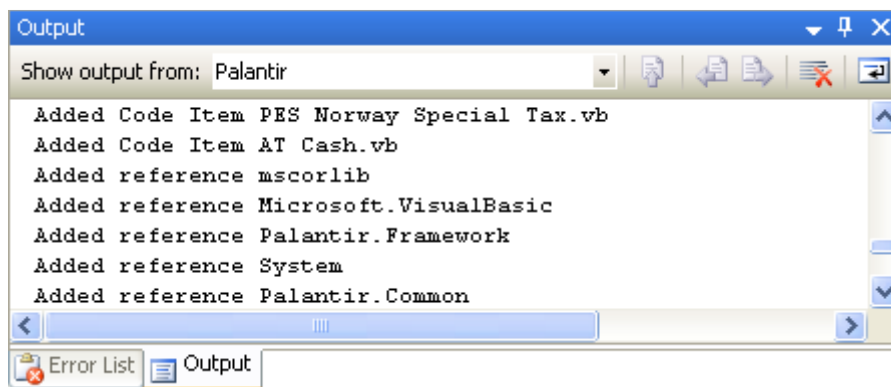 Output
Show output from: Palantir
Added Code Item PES Norway Special Tax.vb
Added Code Item AT Cash.vb
Added reference mscorlib
Added reference Microsoft.VisualBasic
Added reference Palantir.Framework
Added reference System
Added reference Palantir.Common
Error List Output